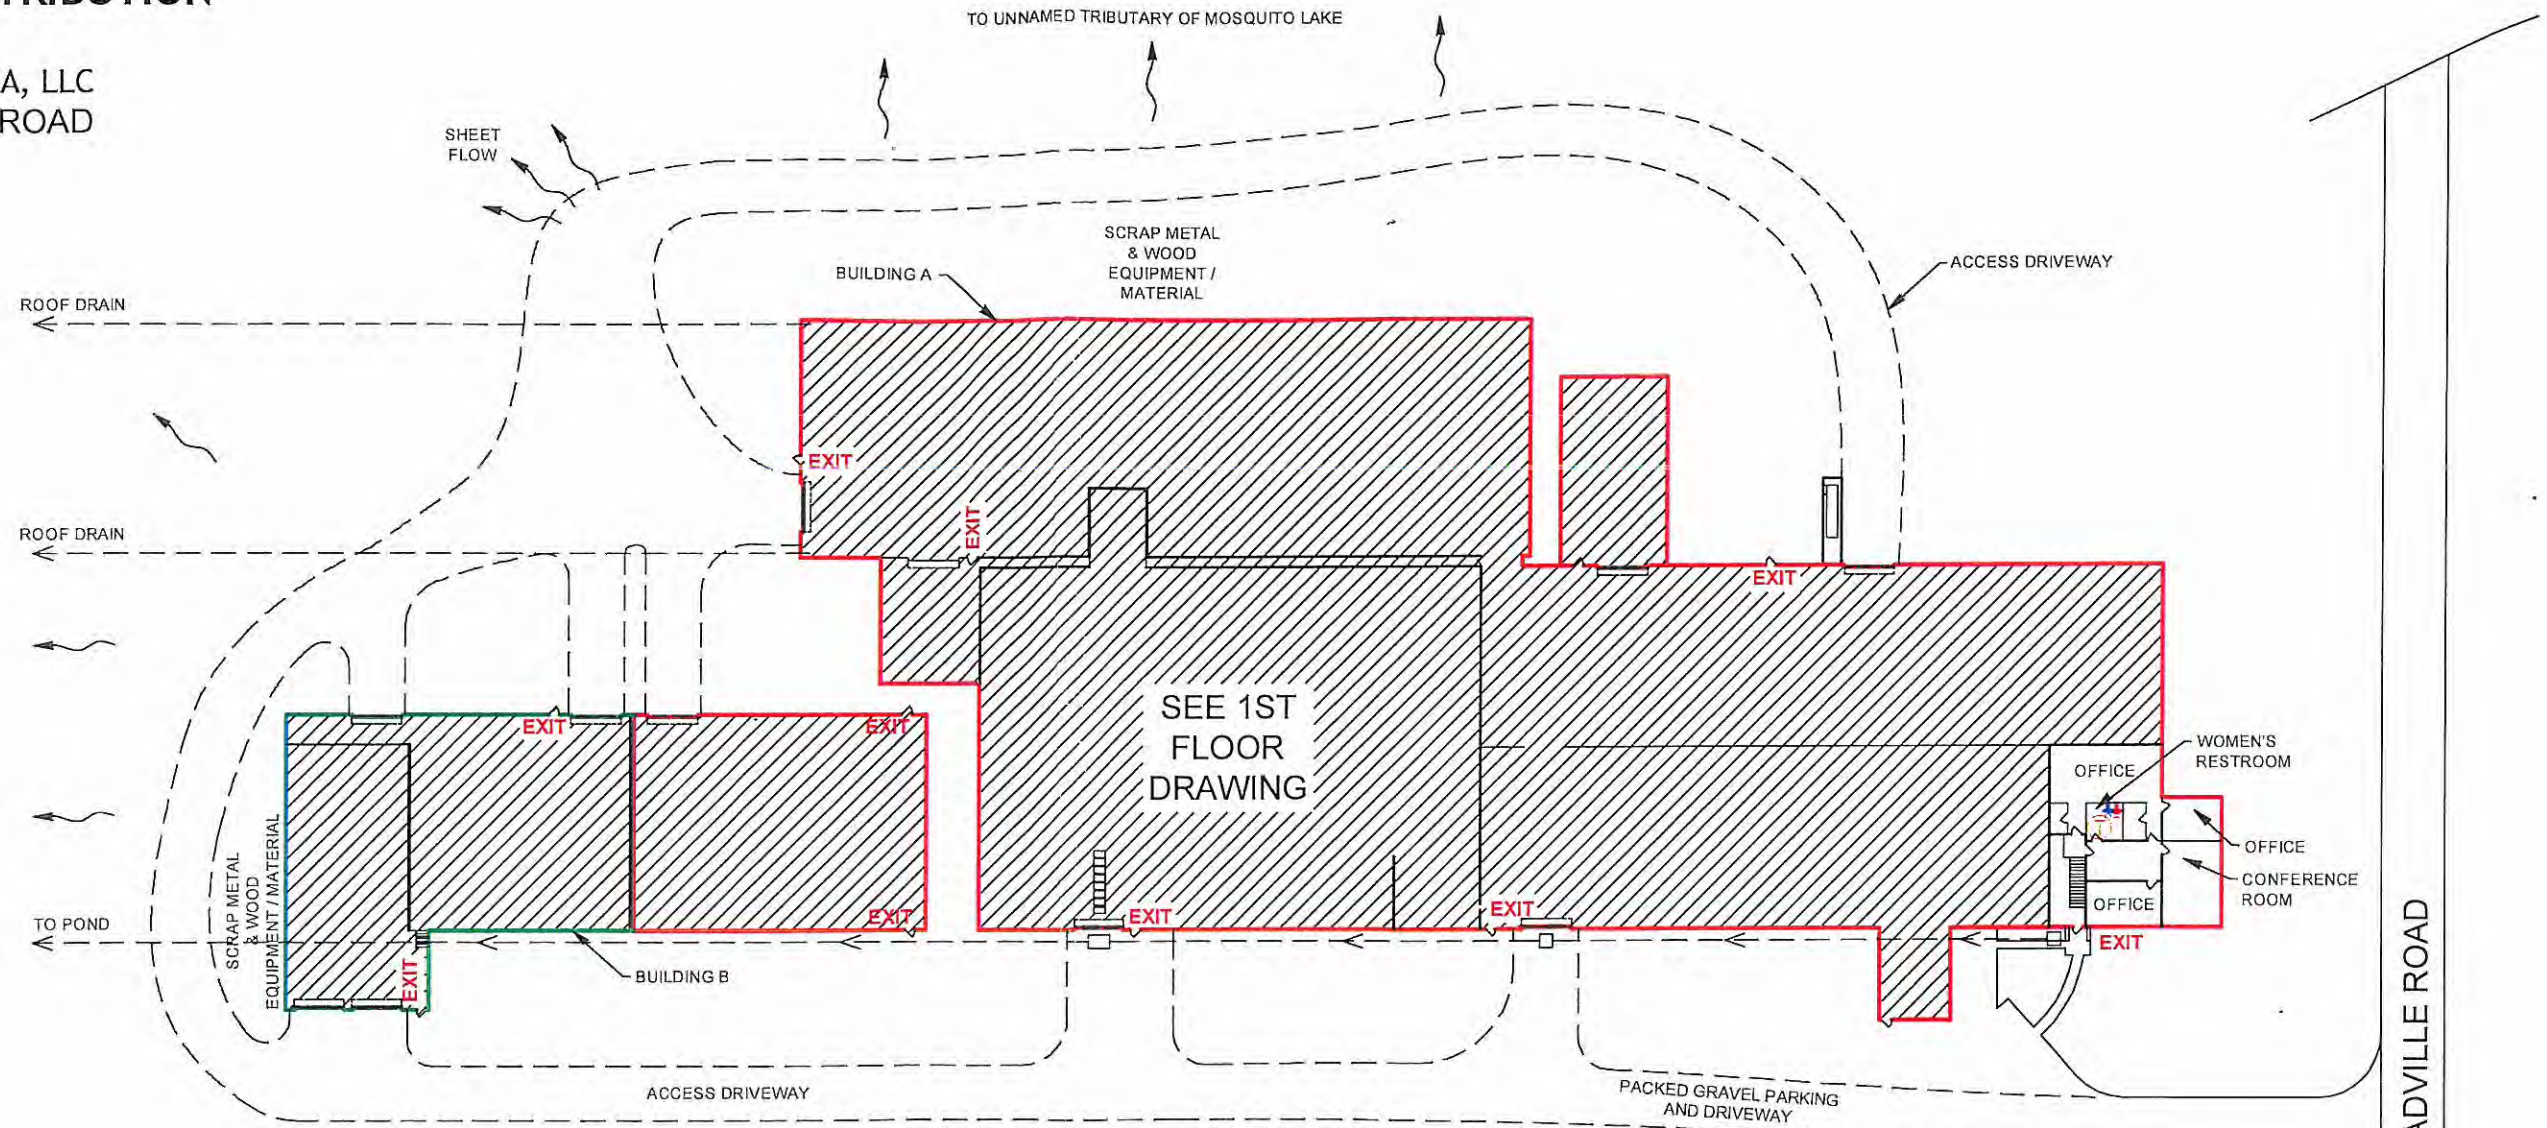 A, LLC
ROAD
TO UNNAMED TRIBUTARY OF MOSQUITO LAKE
SHEET
FLOW
SCRAP METAL
& WOOD
EQUIPMENT /
MATERIAL
BUILDING A
ACCESS DRIVEWAY
ROOF DRAIN
EXIT
EXIT
ROOF DRAIN
EXIT
SEE 1ST
FLOOR
DRAWING
EXIT
EXIT
WOMEN'S
RESTROOM
OFFICE
OFFICE
CONFERENCE
ROOM
OFFICE
SCRAP METAL
& WOOD
EQUIPMENT / MATERIAL
TO POND
EXIT
EXIT
EXIT
EXIT
EXIT
BUILDING B
ADVILLE ROAD
ACCESS DRIVEWAY
PACKED GRAVEL PARKING
AND DRIVEWAY